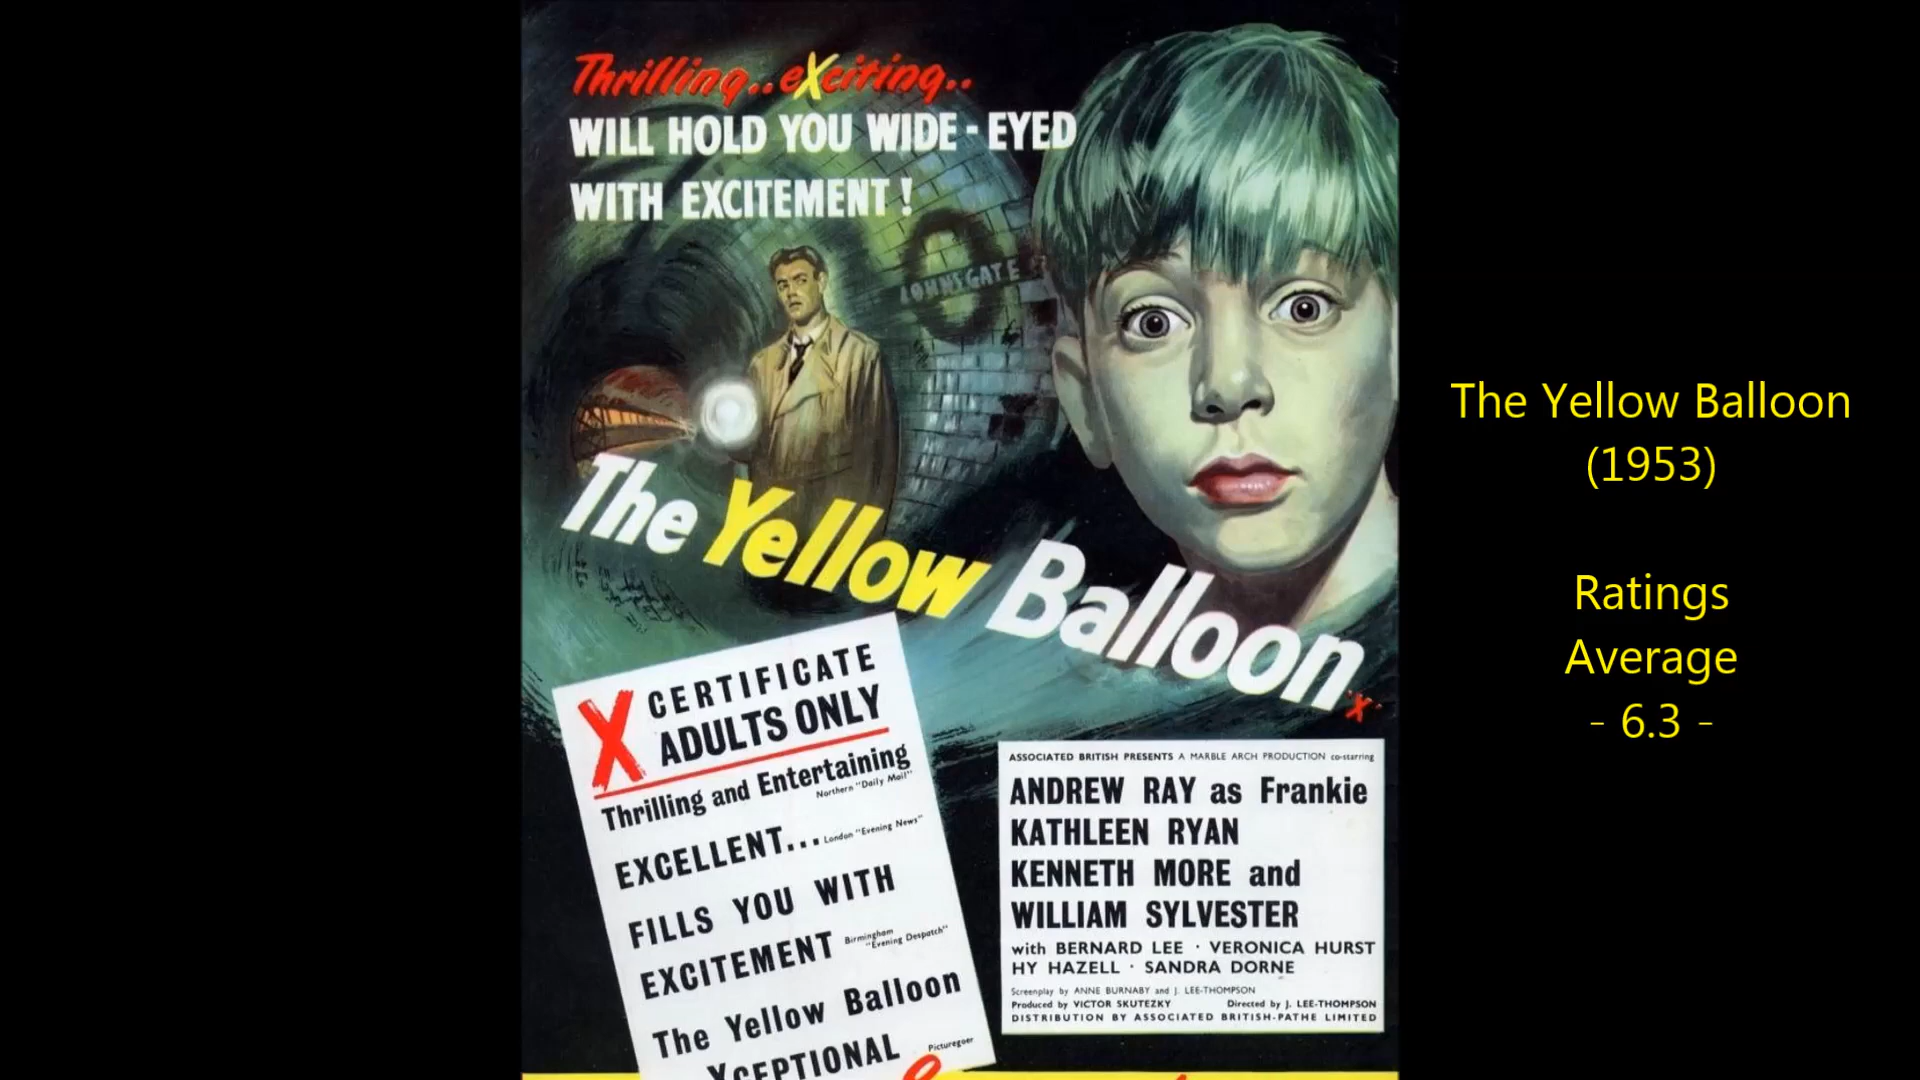 Thrilling..eXciting..
WILL HOLD YOU WIDE-EYED
WITH EXCITEMENT!
The Yellow Balloon
x
X CERTIFICATE
ADULTS ONLY
Thrilling and Entertaining
Northern "Daily Mail"
EXCELLENT... London "Evening News"
FILLS YOU WITH
EXCITEMENT Birmingham "Evening Despatch"
The Yellow Balloon
XCEPTIONAL Picturegoer
ASSOCIATED BRITISH PRESENTS A MARBLE ARCH PRODUCTION co-starring
ANDREW RAY as Frankie
KATHLEEN RYAN
KENNETH MORE and
WILLIAM SYLVESTER
with BERNARD LEE · VERONICA HURST
HY HAZELL · SANDRA DORNE
Screenplay by ANNE BURNABY and J. LEE-THOMPSON
Produced by VICTOR SKUTEZKY Directed by J. LEE-THOMPSON
DISTRIBUTION BY ASSOCIATED BRITISH-PATHE LIMITED
The Yellow Balloon
(1953)
Ratings
Average
- 6.3 -